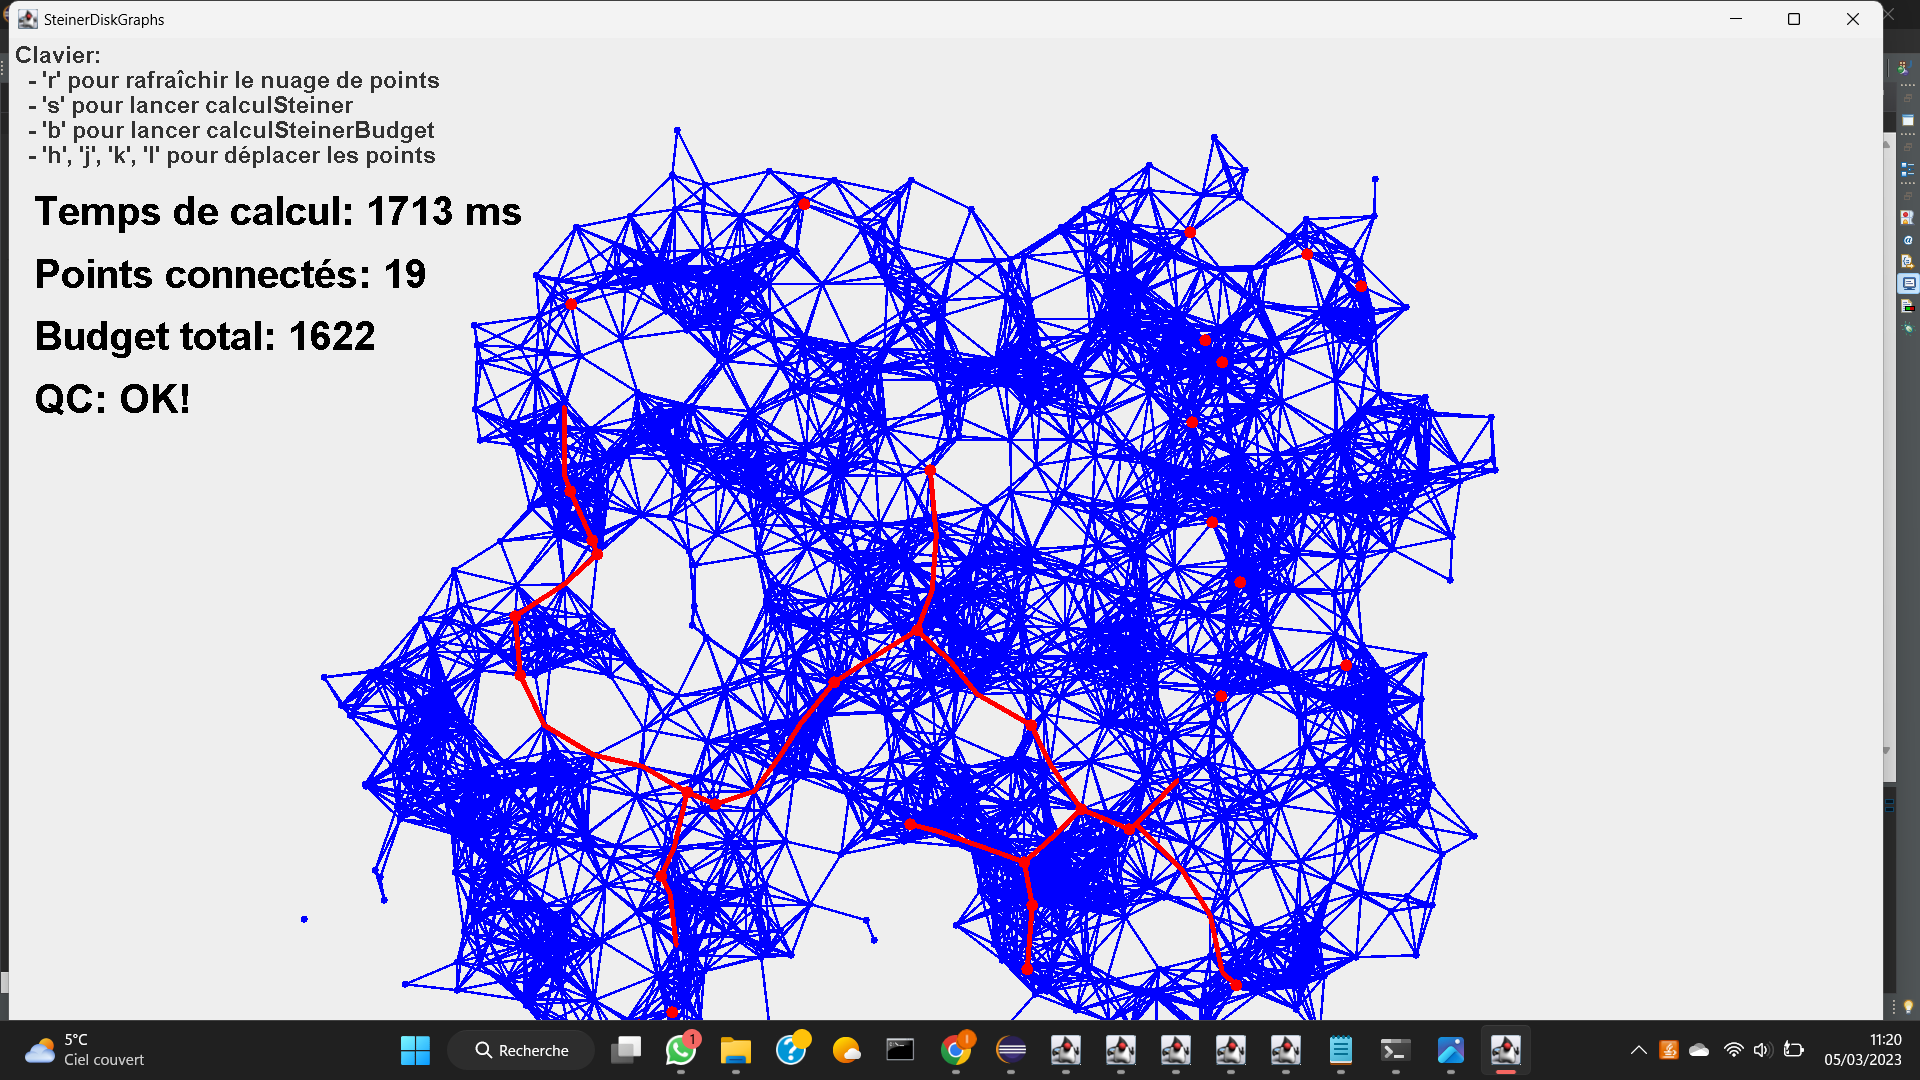 SteinerDiskGraphs
Clavier:
- 'r' pour rafraîchir le nuage de points
- 's' pour lancer calculSteiner
- 'b' pour lancer calculSteinerBudget
- 'h', 'j', 'k', 'l' pour déplacer les points
Temps de calcul: 1713 ms
Points connectés: 19
Budget total: 1622
QC: OK!
5°C
Ciel couvert
Recherche
1
11:20
05/03/2023